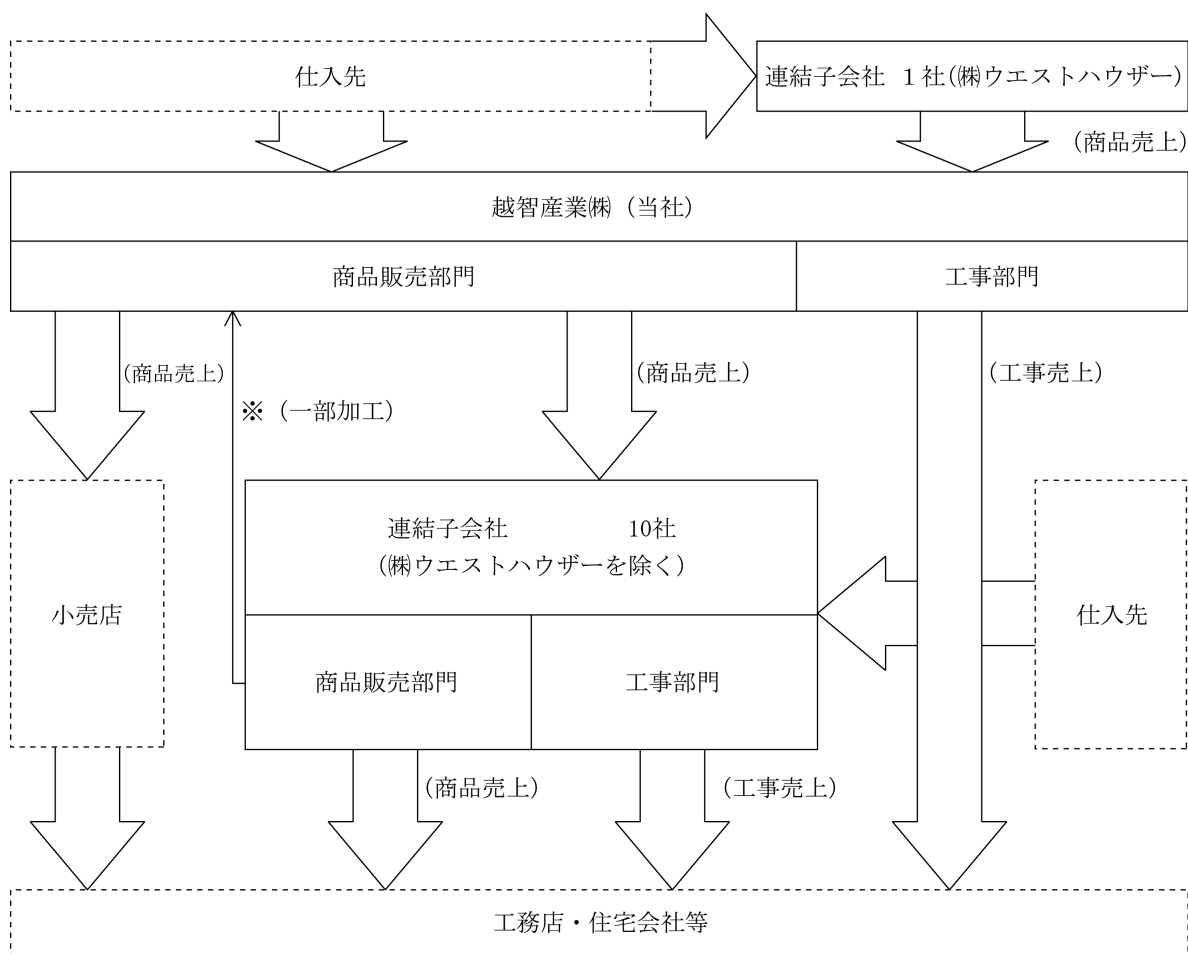 仕入先
連結子会社 1社(㈱ウエストハウザー)
(商品売上)
越智産業㈱(当社)
商品販売部門
工事部門
(商品売上)
(商品売上)
(工事売上)
※(一部加工)
連結子会社 10社
(㈱ウエストハウザーを除く)
小売店
仕入先
商品販売部門
工事部門
(商品売上)
(工事売上)
工務店・住宅会社等